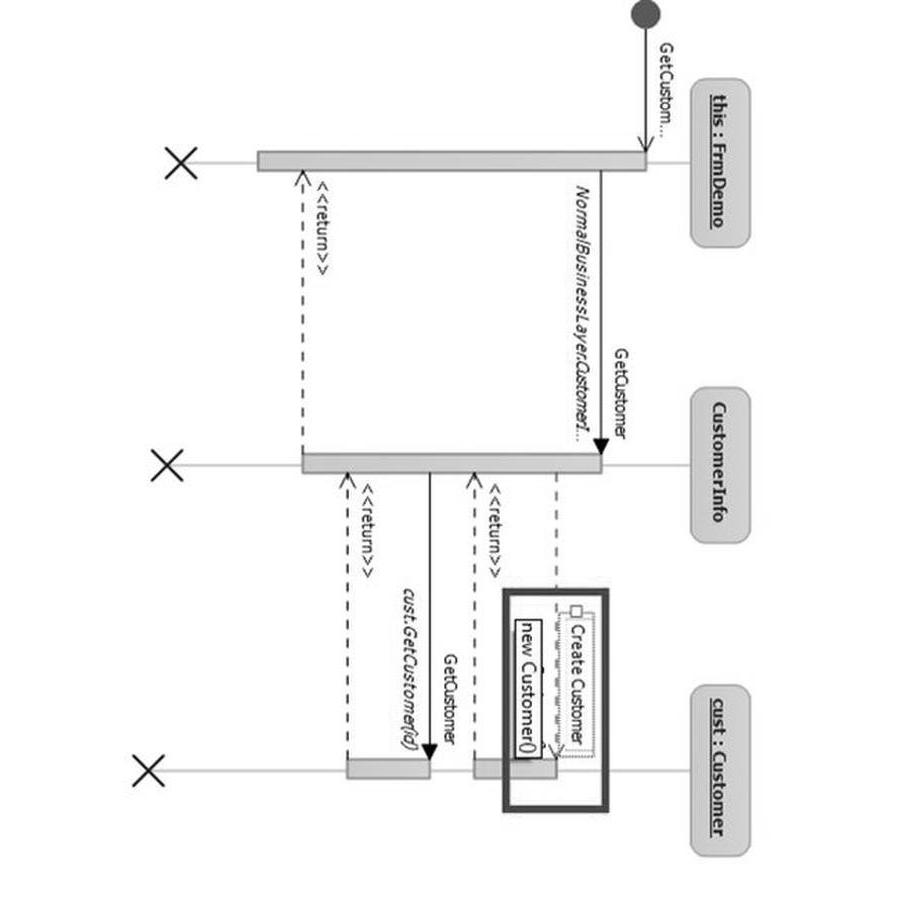 this : FrmDemo
CustomerInfo
cust : Customer
GetCustom...
GetCustomer
NormalBusinessLayer.CustomerI...
Create Customer
new Customer()
<<return>>
GetCustomer
cust.GetCustomer(id)
<<return>>
<<return>>